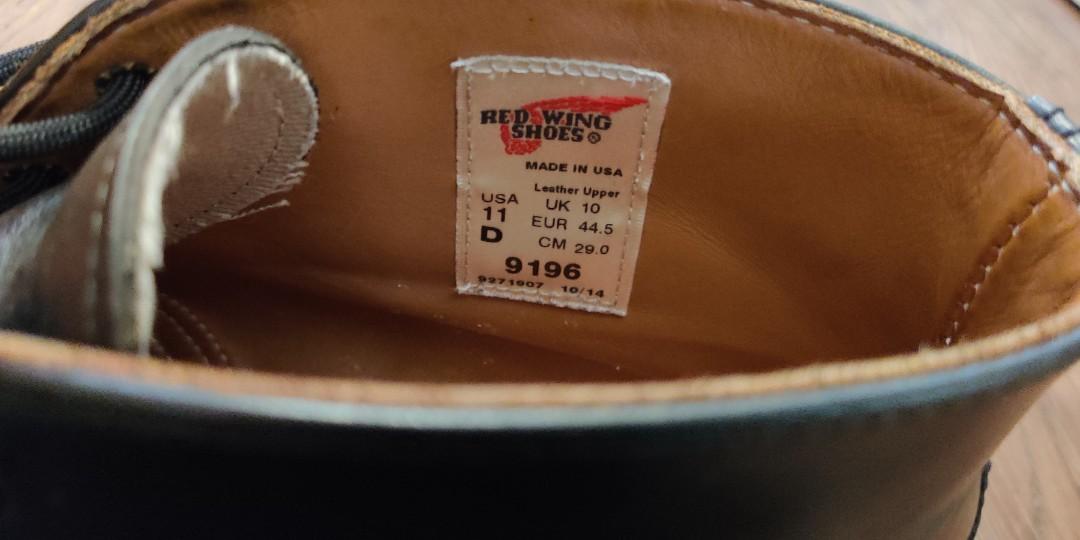 RED WING
SHOES®
MADE IN USA
Leather Upper
USA UK 10
11 EUR 44.5
D CM 29.0
9196
9271907 10/14